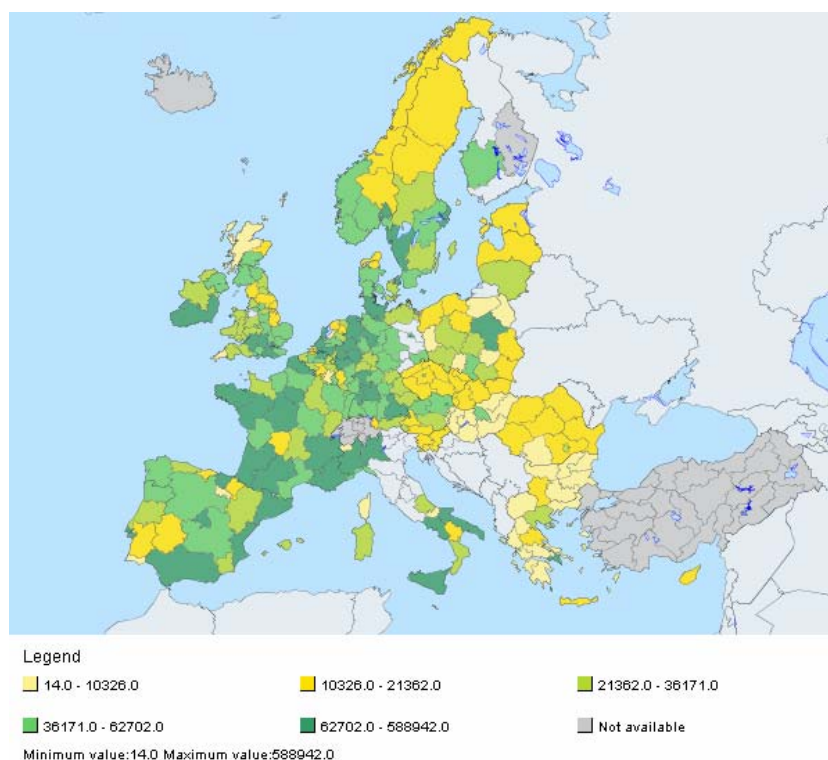 Legend
14.0 - 10326.0 10326.0 - 21362.0 21362.0 - 36171.0
36171.0 - 62702.0 62702.0 - 588942.0 Not available
Minimum value:14.0 Maximum value:588942.0